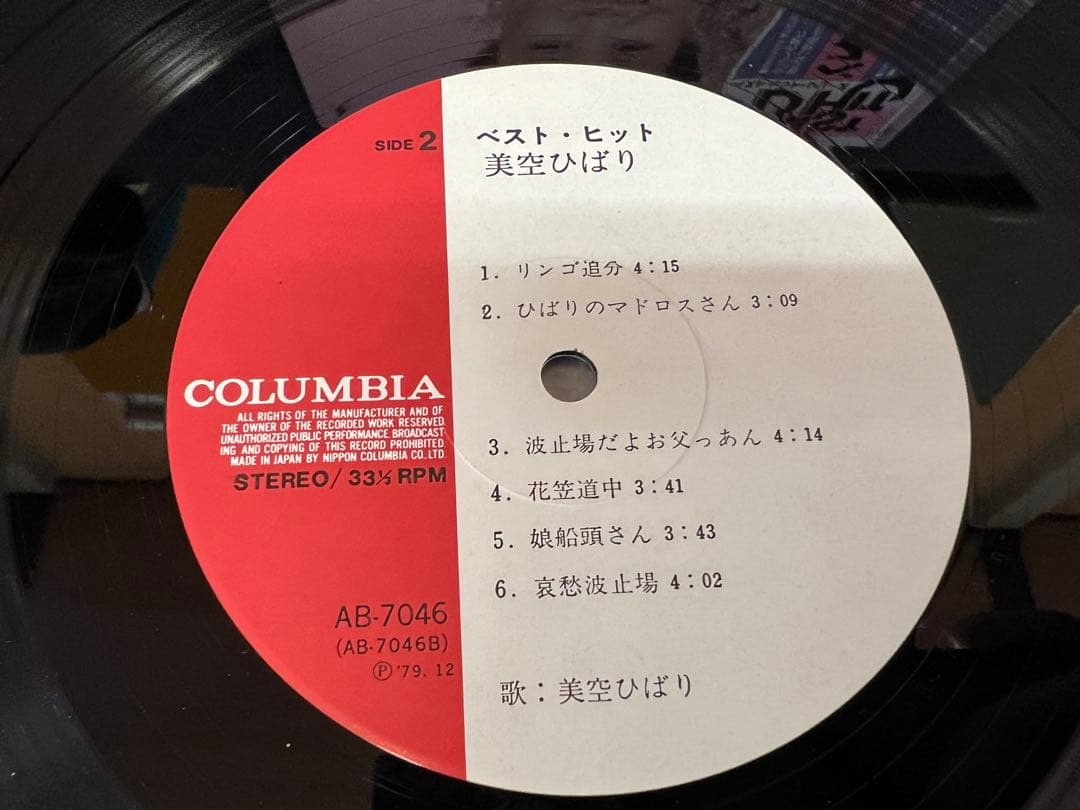 SIDE 2
ベスト・ヒット
美空ひばり
1. リンゴ追分 4:15
2. ひばりのマドロスさん 3:09
3. 波止場だよお父っあん 4:14
4. 花笠道中 3:41
5. 娘船頭さん 3:43
6. 哀愁波止場 4:02
歌：美空ひばり
COLUMBIA
ALL RIGHTS OF THE MANUFACTURER AND OF
THE OWNER OF THE RECORDED WORK RESERVED.
UNAUTHORIZED PUBLIC PERFORMANCE, BROADCAST
ING AND COPYING OF THIS RECORD PROHIBITED.
MADE IN JAPAN BY NIPPON COLUMBIA CO. LTD.
STEREO/33⅓ RPM
AB-7046
(AB-7046B)
Ⓟ'79.12